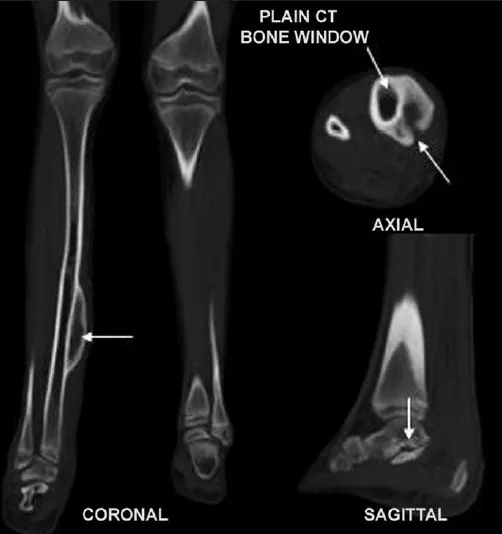 PLAIN CT
BONE WINDOW
AXIAL
CORONAL
SAGITTAL